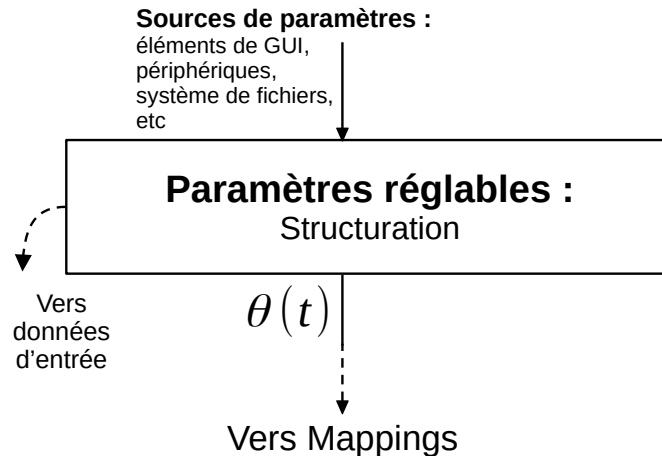 Sources de paramètres :
éléments de GUI,
périphériques,
système de fichiers,
etc
Paramètres réglables :
Structuration
Vers
données
d'entrée
θ(t)
Vers Mappings